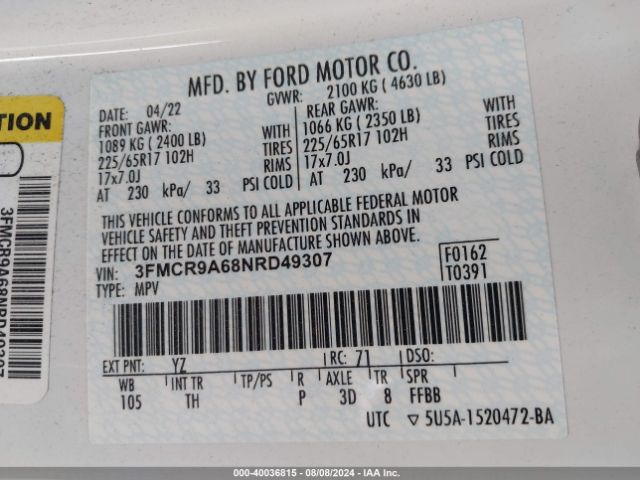 MFD. BY FORD MOTOR CO.
DATE: 04/22
GVWR: 2100 KG ( 4630 LB)
FRONT GAWR:
1089 KG ( 2400 LB) WITH
225/65R17 102H TIRES
17x7.0J RIMS
AT 230 kPa/ 33 PSI COLD
REAR GAWR:
1066 KG ( 2350 LB) WITH
225/65R17 102H TIRES
17x7.0J RIMS
AT 230 kPa/ 33 PSI COLD
THIS VEHICLE CONFORMS TO ALL APPLICABLE FEDERAL MOTOR
VEHICLE SAFETY AND THEFT PREVENTION STANDARDS IN
EFFECT ON THE DATE OF MANUFACTURE SHOWN ABOVE.
VIN: 3FMCR9A68NRD49307
TYPE: MPV
F0162
T0391
EXT PNT: YZ RC: 71 DSO:
WB INT TR TP/PS R AXLE TR SPR
105 TH P 3D 8 FFBB
UTC ▽ 5U5A-1520472-BA
TION
3FMCR9A68NRD49307
000-40036815 - 08/08/2024 - IAA Inc.